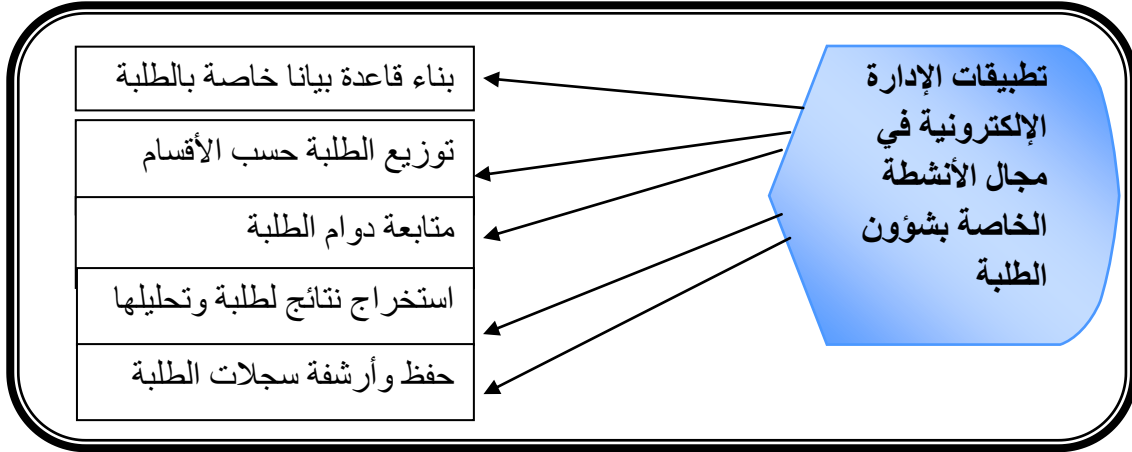 تطبيقات الإدارة
الإلكترونية في
مجال الأنشطة
الخاصة بشؤون
الطلبة
بناء قاعدة بيانا خاصة بالطلبة
توزيع الطلبة حسب الأقسام
متابعة دوام الطلبة
استخراج نتائج لطلبة وتحليلها
حفظ وأرشفة سجلات الطلبة